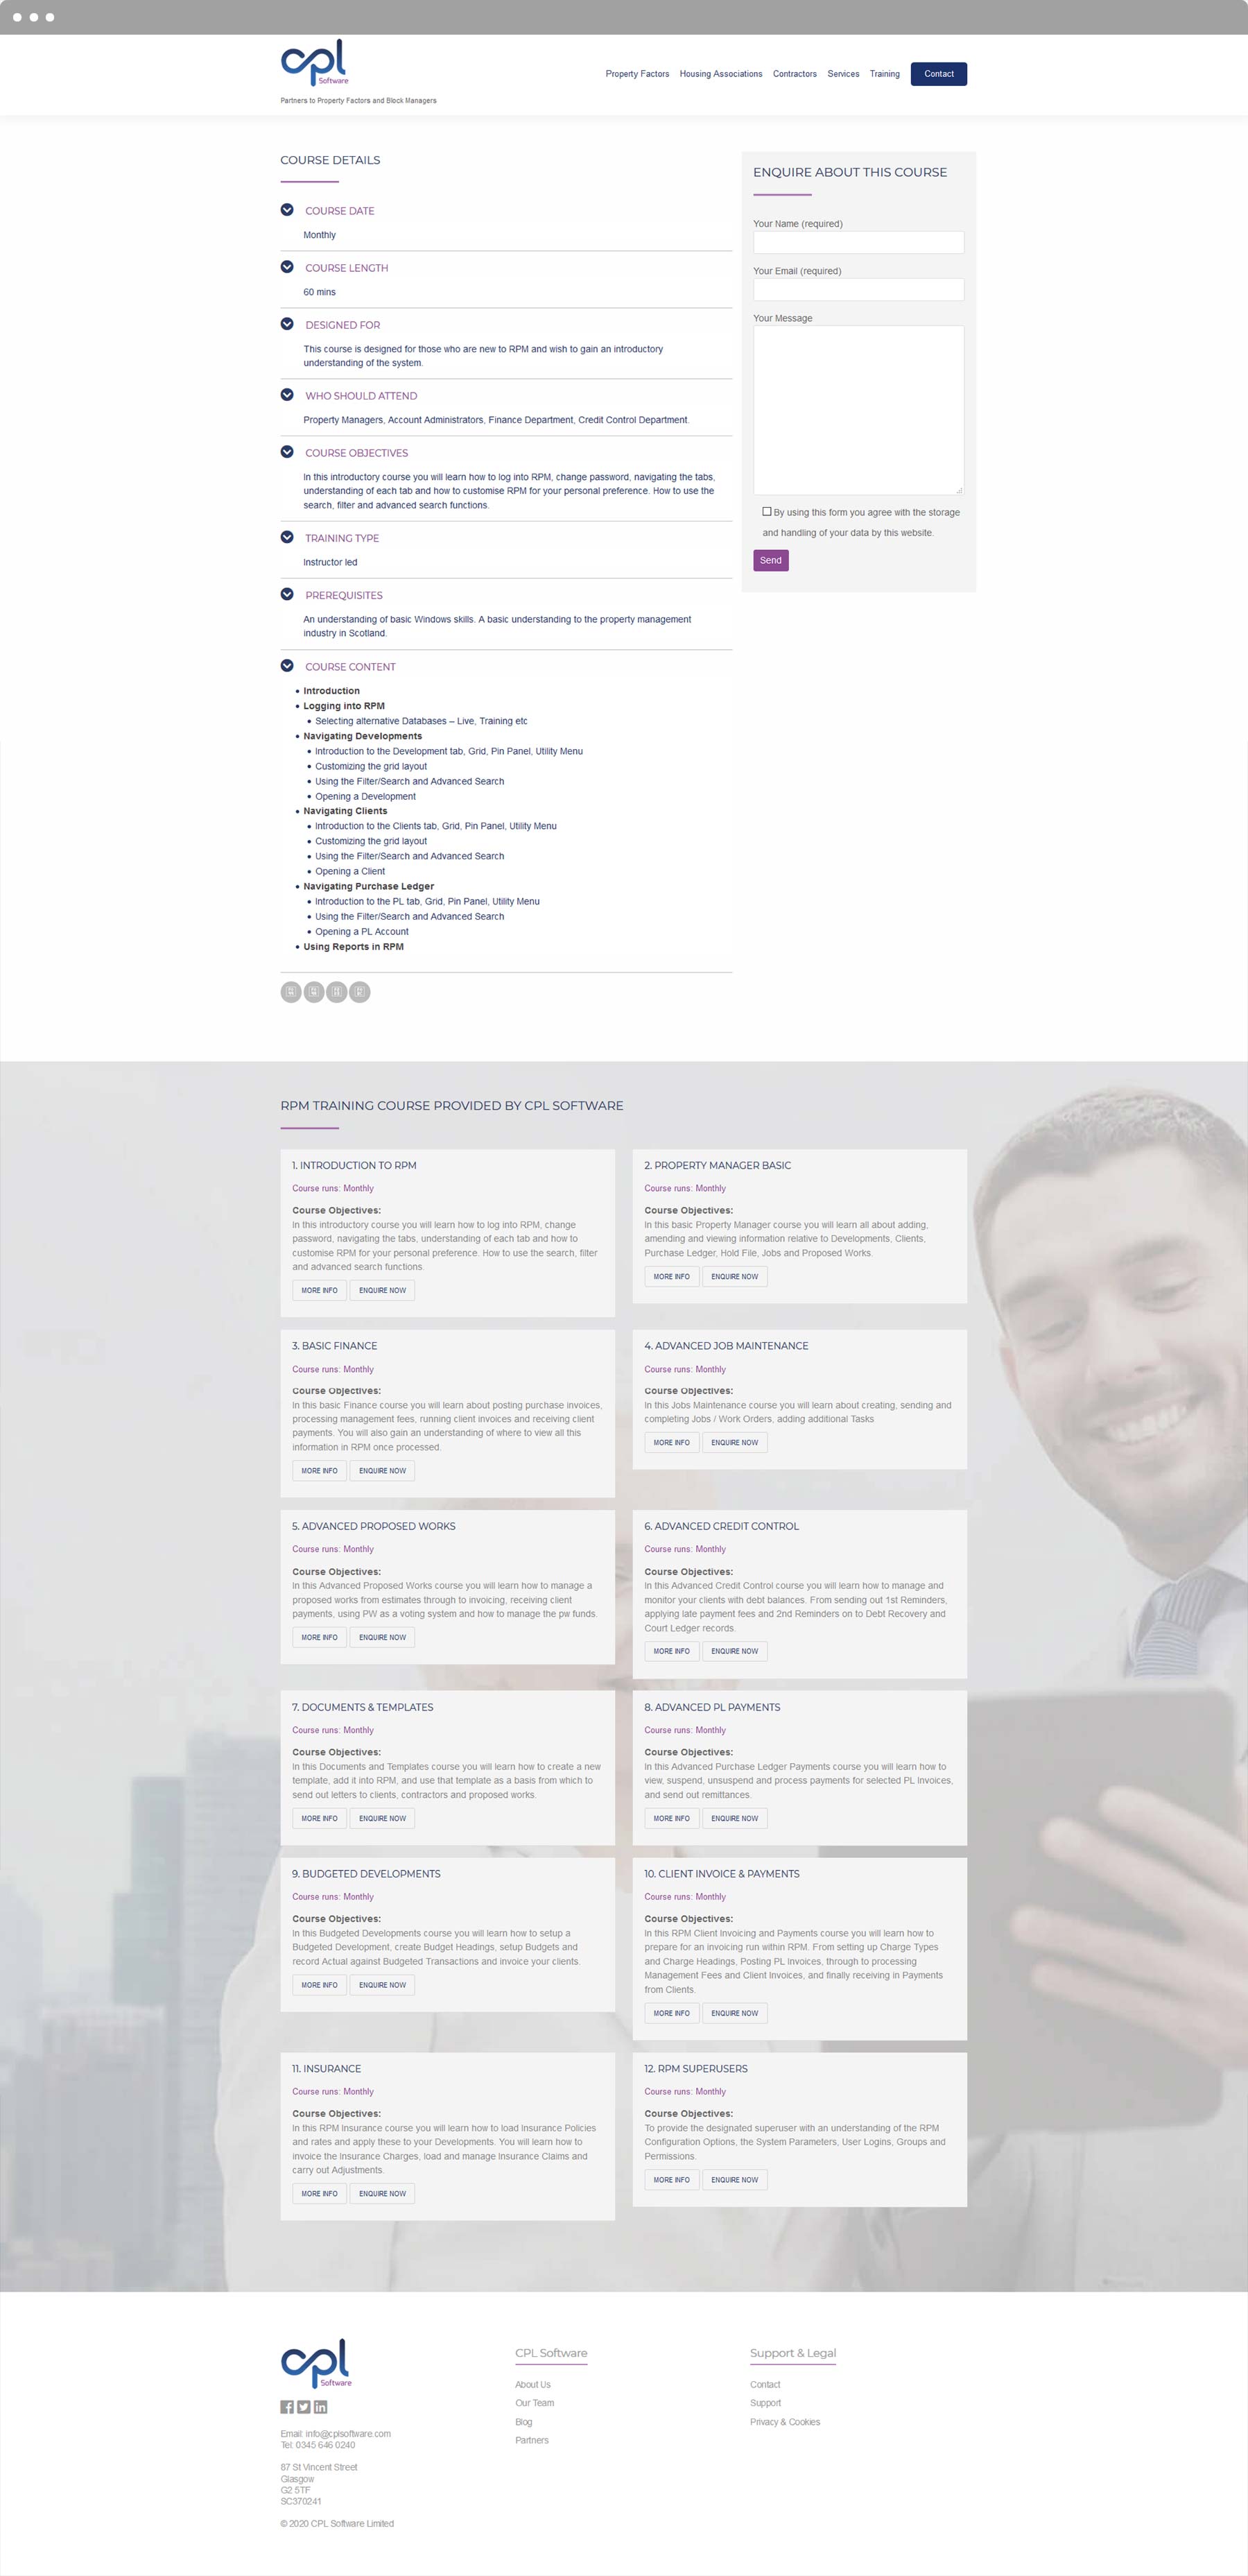 cpl
Software
Partners to Property Factors and Block Managers
Property Factors Housing Associations Contractors Services Training Contact
COURSE DETAILS
COURSE DATE
Monthly
COURSE LENGTH
60 mins
DESIGNED FOR
This course is designed for those who are new to RPM and wish to gain an introductory
understanding of the system.
WHO SHOULD ATTEND
Property Managers, Account Administrators, Finance Department, Credit Control Department.
COURSE OBJECTIVES
In this introductory course you will learn how to log into RPM, change password, navigating the tabs,
understanding of each tab and how to customise RPM for your personal preference. How to use the
search, filter and advanced search functions.
TRAINING TYPE
Instructor led
PREREQUISITES
An understanding of basic Windows skills. A basic understanding to the property management
industry in Scotland.
COURSE CONTENT
• Introduction
• Logging into RPM
• Selecting alternative Databases – Live, Training etc
• Navigating Developments
• Introduction to the Development tab, Grid, Pin Panel, Utility Menu
• Customizing the grid layout
• Using the Filter/Search and Advanced Search
• Opening a Development
• Navigating Clients
• Introduction to the Clients tab, Grid, Pin Panel, Utility Menu
• Customizing the grid layout
• Using the Filter/Search and Advanced Search
• Opening a Client
• Navigating Purchase Ledger
• Introduction to the PL tab, Grid, Pin Panel, Utility Menu
• Using the Filter/Search and Advanced Search
• Opening a PL Account
• Using Reports in RPM
ENQUIRE ABOUT THIS COURSE
Your Name (required)
Your Email (required)
Your Message
By using this form you agree with the storage
and handling of your data by this website.
Send
RPM TRAINING COURSE PROVIDED BY CPL SOFTWARE
1. INTRODUCTION TO RPM
Course runs: Monthly
Course Objectives:
In this introductory course you will learn how to log into RPM, change
password, navigating the tabs, understanding of each tab and how to
customise RPM for your personal preference. How to use the search, filter
and advanced search functions.
MORE INFO ENQUIRE NOW
2. PROPERTY MANAGER BASIC
Course runs: Monthly
Course Objectives:
In this basic Property Manager course you will learn all about adding,
amending and viewing information relative to Developments, Clients,
Purchase Ledger, Hold File, Jobs and Proposed Works.
MORE INFO ENQUIRE NOW
3. BASIC FINANCE
Course runs: Monthly
Course Objectives:
In this basic Finance course you will learn about posting purchase invoices,
processing management fees, running client invoices and receiving client
payments. You will also gain an understanding of where to view all this
information in RPM once processed.
MORE INFO ENQUIRE NOW
4. ADVANCED JOB MAINTENANCE
Course runs: Monthly
Course Objectives:
In this Jobs Maintenance course you will learn about creating, sending and
completing Jobs / Work Orders, adding additional Tasks
MORE INFO ENQUIRE NOW
5. ADVANCED PROPOSED WORKS
Course runs: Monthly
Course Objectives:
In this Advanced Proposed Works course you will learn how to manage a
proposed works from estimates through to invoicing, receiving client
payments, using PW as a voting system and how to manage the pw funds.
MORE INFO ENQUIRE NOW
6. ADVANCED CREDIT CONTROL
Course runs: Monthly
Course Objectives:
In this Advanced Credit Control course you will learn how to manage and
monitor your clients with debt balances. From sending out 1st Reminders,
applying late payment fees and 2nd Reminders on to Debt Recovery and
Court Ledger records.
MORE INFO ENQUIRE NOW
7. DOCUMENTS & TEMPLATES
Course runs: Monthly
Course Objectives:
In this Documents and Templates course you will learn how to create a new
template, add it into RPM, and use that template as a basis from which to
send out letters to clients, contractors and proposed works.
MORE INFO ENQUIRE NOW
8. ADVANCED PL PAYMENTS
Course runs: Monthly
Course Objectives:
In this Advanced Purchase Ledger Payments course you will learn how to
view, suspend, unsuspend and process payments for selected PL Invoices,
and send out remittances.
MORE INFO ENQUIRE NOW
9. BUDGETED DEVELOPMENTS
Course runs: Monthly
Course Objectives:
In this Budgeted Developments course you will learn how to setup a
Budgeted Development, create Budget Headings, setup Budgets and
record Actual against Budgeted Transactions and invoice your clients.
MORE INFO ENQUIRE NOW
10. CLIENT INVOICE & PAYMENTS
Course runs: Monthly
Course Objectives:
In this RPM Client Invoicing and Payments course you will learn how to
prepare for an invoicing run within RPM. From setting up Charge Types
and Charge Headings, Posting PL Invoices, through to processing
Management Fees and Client Invoices, and finally receiving in Payments
from Clients.
MORE INFO ENQUIRE NOW
11. INSURANCE
Course runs: Monthly
Course Objectives:
In this RPM Insurance course you will learn how to load Insurance Policies
and rates and apply these to your Developments. You will learn how to
invoice the Insurance Charges, load and manage Insurance Claims and
carry out Adjustments.
MORE INFO ENQUIRE NOW
12. RPM SUPERUSERS
Course runs: Monthly
Course Objectives:
To provide the designated superuser with an understanding of the RPM
Configuration Options, the System Parameters, User Logins, Groups and
Permissions.
MORE INFO ENQUIRE NOW
cpl
Software
Email: info@cplsoftware.com
Tel: 0345 646 0240
87 St Vincent Street
Glasgow
G2 5TF
SC370241
© 2020 CPL Software Limited
CPL Software
About Us
Our Team
Blog
Partners
Support & Legal
Contact
Support
Privacy & Cookies